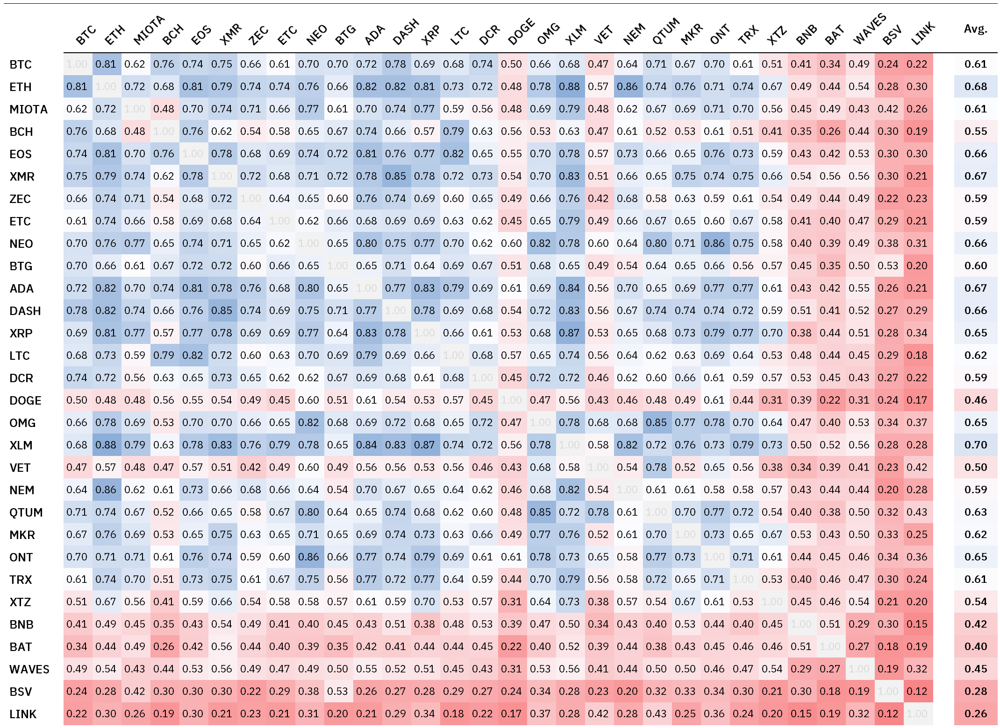 BTC ETH MIOTA BCH EOS XMR ZEC ETC NEO BTG ADA DASH XRP LTC DCR DOGE OMG XLM VET NEM QTUM MKR ONT TRX XTZ BNB BAT WAVES BSV LINK Avg.
BTC 1.00 0.81 0.62 0.76 0.74 0.75 0.66 0.61 0.70 0.70 0.72 0.78 0.69 0.68 0.74 0.50 0.66 0.68 0.47 0.64 0.71 0.67 0.70 0.61 0.51 0.41 0.34 0.49 0.24 0.22 0.61
ETH 0.81 1.00 0.72 0.68 0.81 0.79 0.74 0.74 0.76 0.66 0.82 0.82 0.81 0.73 0.72 0.48 0.78 0.88 0.57 0.86 0.74 0.76 0.71 0.74 0.67 0.49 0.44 0.54 0.28 0.30 0.68
MIOTA 0.62 0.72 1.00 0.48 0.70 0.74 0.71 0.66 0.77 0.61 0.70 0.74 0.77 0.59 0.56 0.48 0.69 0.79 0.48 0.62 0.67 0.69 0.71 0.70 0.56 0.45 0.49 0.43 0.42 0.26 0.61
BCH 0.76 0.68 0.48 1.00 0.76 0.62 0.54 0.58 0.65 0.67 0.74 0.66 0.57 0.79 0.63 0.56 0.53 0.63 0.47 0.61 0.52 0.53 0.61 0.51 0.41 0.35 0.26 0.44 0.30 0.19 0.55
EOS 0.74 0.81 0.70 0.76 1.00 0.78 0.68 0.69 0.74 0.72 0.81 0.76 0.77 0.82 0.65 0.55 0.70 0.78 0.57 0.73 0.66 0.65 0.76 0.73 0.59 0.43 0.42 0.53 0.30 0.30 0.66
XMR 0.75 0.79 0.74 0.62 0.78 1.00 0.72 0.68 0.71 0.72 0.78 0.85 0.78 0.72 0.73 0.54 0.70 0.83 0.51 0.66 0.65 0.75 0.74 0.75 0.66 0.54 0.56 0.56 0.30 0.21 0.67
ZEC 0.66 0.74 0.71 0.54 0.68 0.72 1.00 0.64 0.65 0.60 0.76 0.74 0.69 0.60 0.65 0.49 0.66 0.76 0.42 0.68 0.58 0.63 0.59 0.61 0.54 0.49 0.44 0.49 0.22 0.23 0.59
ETC 0.61 0.74 0.66 0.58 0.69 0.68 0.64 1.00 0.62 0.66 0.68 0.69 0.69 0.63 0.62 0.45 0.65 0.79 0.49 0.66 0.67 0.65 0.60 0.67 0.58 0.41 0.40 0.47 0.29 0.21 0.59
NEO 0.70 0.76 0.77 0.65 0.74 0.71 0.65 0.62 1.00 0.65 0.80 0.75 0.77 0.70 0.62 0.60 0.82 0.78 0.60 0.64 0.80 0.71 0.86 0.75 0.58 0.40 0.39 0.49 0.38 0.31 0.66
BTG 0.70 0.66 0.61 0.67 0.72 0.72 0.60 0.66 0.65 1.00 0.65 0.71 0.64 0.69 0.67 0.51 0.68 0.65 0.49 0.54 0.64 0.65 0.66 0.56 0.57 0.45 0.35 0.50 0.53 0.20 0.60
ADA 0.72 0.82 0.70 0.74 0.81 0.78 0.76 0.68 0.80 0.65 1.00 0.77 0.83 0.79 0.69 0.61 0.69 0.84 0.56 0.70 0.65 0.69 0.77 0.77 0.61 0.43 0.42 0.55 0.26 0.21 0.67
DASH 0.78 0.82 0.74 0.66 0.76 0.85 0.74 0.69 0.75 0.71 0.77 1.00 0.78 0.69 0.68 0.54 0.72 0.83 0.56 0.67 0.74 0.74 0.74 0.72 0.59 0.51 0.41 0.52 0.27 0.29 0.66
XRP 0.69 0.81 0.77 0.57 0.77 0.78 0.69 0.69 0.77 0.64 0.83 0.78 1.00 0.66 0.61 0.53 0.68 0.87 0.53 0.65 0.68 0.73 0.79 0.77 0.70 0.38 0.44 0.51 0.28 0.34 0.65
LTC 0.68 0.73 0.59 0.79 0.82 0.72 0.60 0.63 0.70 0.69 0.79 0.69 0.66 1.00 0.68 0.57 0.65 0.74 0.56 0.64 0.62 0.63 0.69 0.64 0.53 0.48 0.44 0.45 0.29 0.18 0.62
DCR 0.74 0.72 0.56 0.63 0.65 0.73 0.65 0.62 0.62 0.67 0.69 0.68 0.61 0.68 1.00 0.45 0.72 0.72 0.46 0.62 0.60 0.66 0.61 0.59 0.57 0.53 0.45 0.43 0.27 0.22 0.59
DOGE 0.50 0.48 0.48 0.56 0.55 0.54 0.49 0.45 0.60 0.51 0.61 0.54 0.53 0.57 0.45 1.00 0.47 0.56 0.43 0.46 0.48 0.49 0.61 0.44 0.31 0.39 0.22 0.31 0.24 0.17 0.46
OMG 0.66 0.78 0.69 0.53 0.70 0.70 0.66 0.65 0.82 0.68 0.69 0.72 0.68 0.65 0.72 0.47 1.00 0.78 0.68 0.68 0.85 0.77 0.78 0.70 0.64 0.47 0.40 0.53 0.34 0.37 0.65
XLM 0.68 0.88 0.79 0.63 0.78 0.83 0.76 0.79 0.78 0.65 0.84 0.83 0.87 0.74 0.72 0.56 0.78 1.00 0.58 0.82 0.72 0.76 0.73 0.79 0.73 0.50 0.52 0.56 0.28 0.28 0.70
VET 0.47 0.57 0.48 0.47 0.57 0.51 0.42 0.49 0.60 0.49 0.56 0.56 0.53 0.56 0.46 0.43 0.68 0.58 1.00 0.54 0.78 0.52 0.65 0.56 0.38 0.34 0.39 0.41 0.23 0.42 0.50
NEM 0.64 0.86 0.62 0.61 0.73 0.66 0.68 0.66 0.64 0.54 0.70 0.67 0.65 0.64 0.62 0.46 0.68 0.82 0.54 1.00 0.61 0.61 0.58 0.58 0.57 0.43 0.44 0.44 0.20 0.28 0.59
QTUM 0.71 0.74 0.67 0.52 0.66 0.65 0.58 0.67 0.80 0.64 0.65 0.74 0.68 0.62 0.60 0.48 0.85 0.72 0.78 0.61 1.00 0.70 0.77 0.72 0.54 0.40 0.38 0.50 0.32 0.43 0.63
MKR 0.67 0.76 0.69 0.53 0.65 0.75 0.63 0.65 0.71 0.65 0.69 0.74 0.73 0.63 0.66 0.49 0.77 0.76 0.52 0.61 0.70 1.00 0.73 0.65 0.67 0.53 0.43 0.50 0.33 0.25 0.62
ONT 0.70 0.71 0.71 0.61 0.76 0.74 0.59 0.60 0.86 0.66 0.77 0.74 0.79 0.69 0.61 0.61 0.78 0.73 0.65 0.58 0.77 0.73 1.00 0.71 0.61 0.44 0.45 0.46 0.34 0.36 0.65
TRX 0.61 0.74 0.70 0.51 0.73 0.75 0.61 0.67 0.75 0.56 0.77 0.72 0.77 0.64 0.59 0.44 0.70 0.79 0.56 0.58 0.72 0.65 0.71 1.00 0.53 0.40 0.46 0.47 0.30 0.24 0.61
XTZ 0.51 0.67 0.56 0.41 0.59 0.66 0.54 0.58 0.58 0.57 0.61 0.59 0.70 0.53 0.57 0.31 0.64 0.73 0.38 0.57 0.54 0.67 0.61 0.53 1.00 0.45 0.46 0.54 0.21 0.20 0.54
BNB 0.41 0.49 0.45 0.35 0.43 0.54 0.49 0.41 0.40 0.45 0.43 0.51 0.38 0.48 0.53 0.39 0.47 0.50 0.34 0.43 0.40 0.53 0.44 0.40 0.45 1.00 0.51 0.29 0.30 0.15 0.42
BAT 0.34 0.44 0.49 0.26 0.42 0.56 0.44 0.40 0.39 0.35 0.42 0.41 0.44 0.44 0.45 0.22 0.40 0.52 0.39 0.44 0.38 0.43 0.45 0.46 0.46 0.51 1.00 0.27 0.18 0.19 0.40
WAVES 0.49 0.54 0.43 0.44 0.53 0.56 0.49 0.47 0.49 0.50 0.55 0.52 0.51 0.45 0.43 0.31 0.53 0.56 0.41 0.44 0.50 0.50 0.46 0.47 0.54 0.29 0.27 1.00 0.19 0.32 0.45
BSV 0.24 0.28 0.42 0.30 0.30 0.30 0.22 0.29 0.38 0.53 0.26 0.27 0.28 0.29 0.27 0.24 0.34 0.28 0.23 0.20 0.32 0.33 0.34 0.30 0.21 0.30 0.18 0.19 1.00 0.12 0.28
LINK 0.22 0.30 0.26 0.19 0.30 0.21 0.23 0.21 0.31 0.20 0.21 0.29 0.34 0.18 0.22 0.17 0.37 0.28 0.42 0.28 0.43 0.25 0.36 0.24 0.20 0.15 0.19 0.32 0.12 1.00 0.26